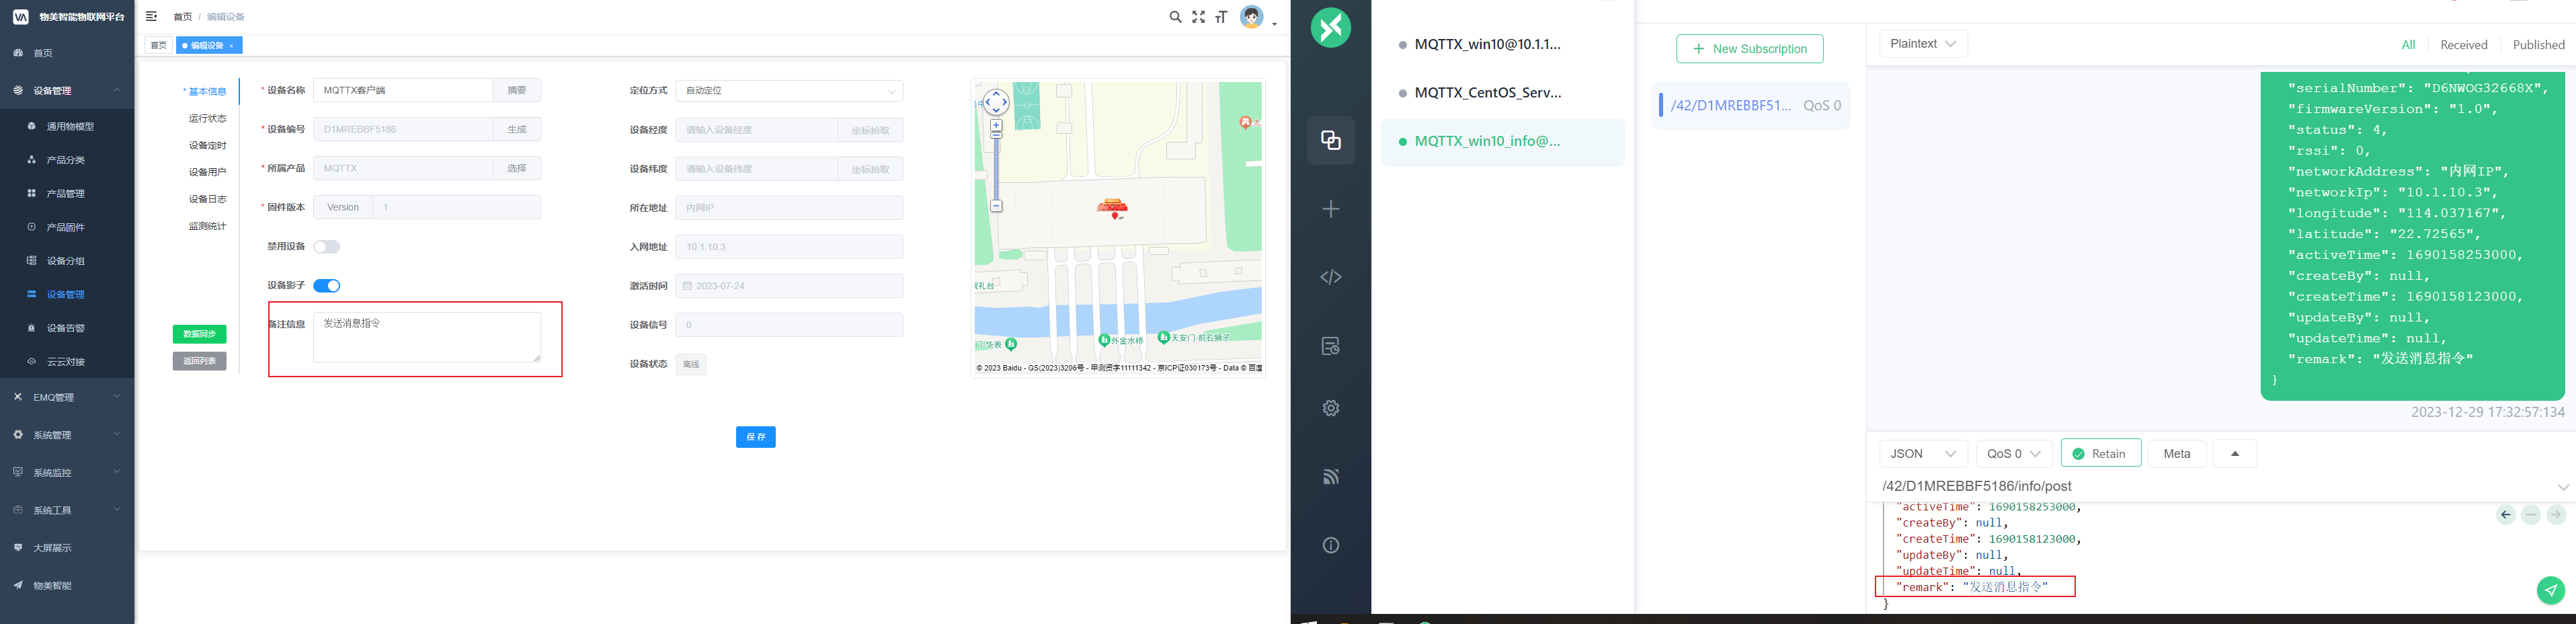 物美智能物联网平台
首页
设备管理
通用物模型
产品分类
产品管理
产品固件
设备分组
设备管理
设备告警
云云对接
EMQ管理
系统管理
系统监控
系统工具
大屏展示
物美智能
首页 / 编辑设备
首页
编辑设备 ×
基本信息
运行状态
设备定时
设备用户
设备日志
监测统计
数据同步
返回列表
* 设备名称 MQTTX客户端 摘要
* 设备编号 D1MREBBF5186 生成
* 所属产品 MQTTX 选择
* 固件版本 Version 1
禁用设备
设备影子
备注信息 发送消息指令
定位方式 自动定位
设备经度 请输入设备经度 坐标拾取
设备纬度 请输入设备纬度 坐标拾取
所在地址 内网IP
入网地址 10.1.10.3
激活时间 2023-07-24
设备信号 0
设备状态 离线
保 存
观礼台
外金水桥
天安门-前石狮子
© 2023 Baidu - GS(2023)3206号 - 甲测资字11111342 - 京ICP证030173号 - Data © 百度
MQTTX_win10@10.1.1...
MQTTX_CentOS_Serv...
MQTTX_win10_info@...
+ New Subscription
/42/D1MREBBF51... QoS 0
Plaintext
All Received Published
"serialNumber": "D6NWOG32668X",
"firmwareVersion": "1.0",
"status": 4,
"rssi": 0,
"networkAddress": "内网IP",
"networkIp": "10.1.10.3",
"longitude": "114.037167",
"latitude": "22.72565",
"activeTime": 1690158253000,
"createBy": null,
"createTime": 1690158123000,
"updateBy": null,
"updateTime": null,
"remark": "发送消息指令"
}
2023-12-29 17:32:57:134
JSON QoS 0 Retain Meta
/42/D1MREBBF5186/info/post
"activeTime": 1690158253000,
"createBy": null,
"createTime": 1690158123000,
"updateBy": null,
"updateTime": null,
"remark": "发送消息指令"
}